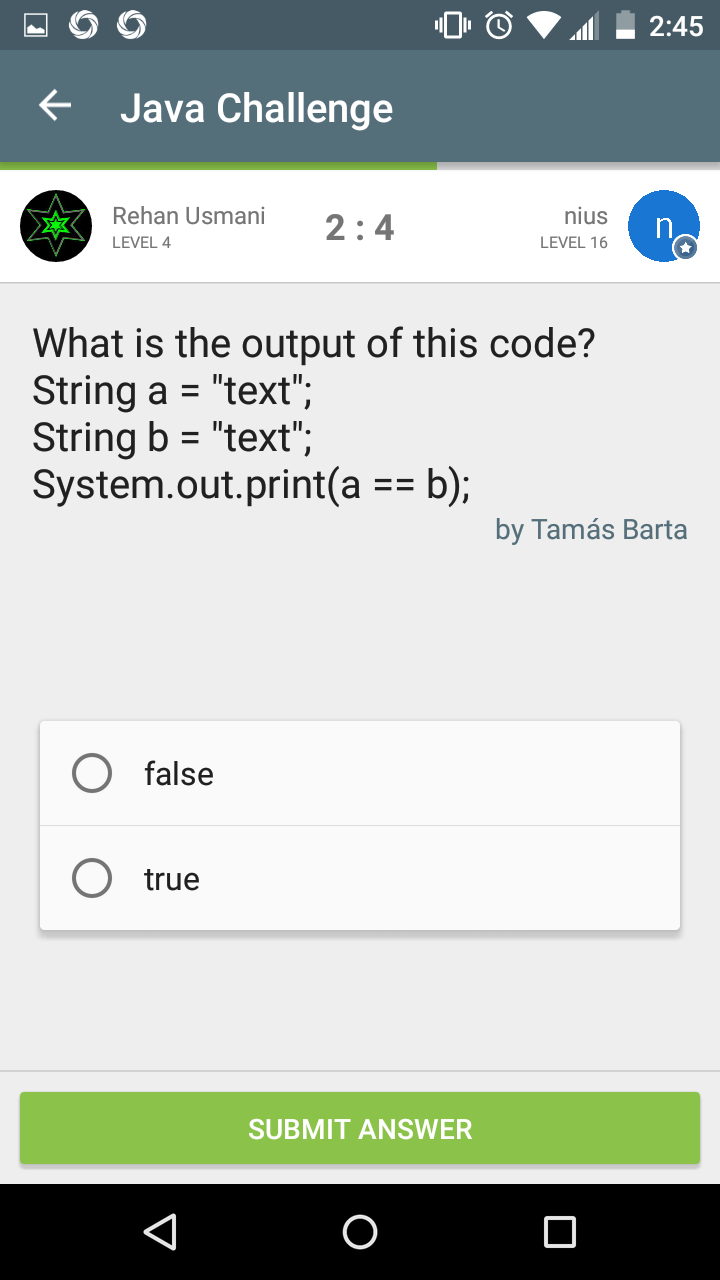 2:45
Java Challenge
Rehan Usmani
LEVEL 4
2 : 4
nius
LEVEL 16
n
What is the output of this code?
String a = "text";
String b = "text";
System.out.print(a == b);
by Tamás Barta
false
true
SUBMIT ANSWER